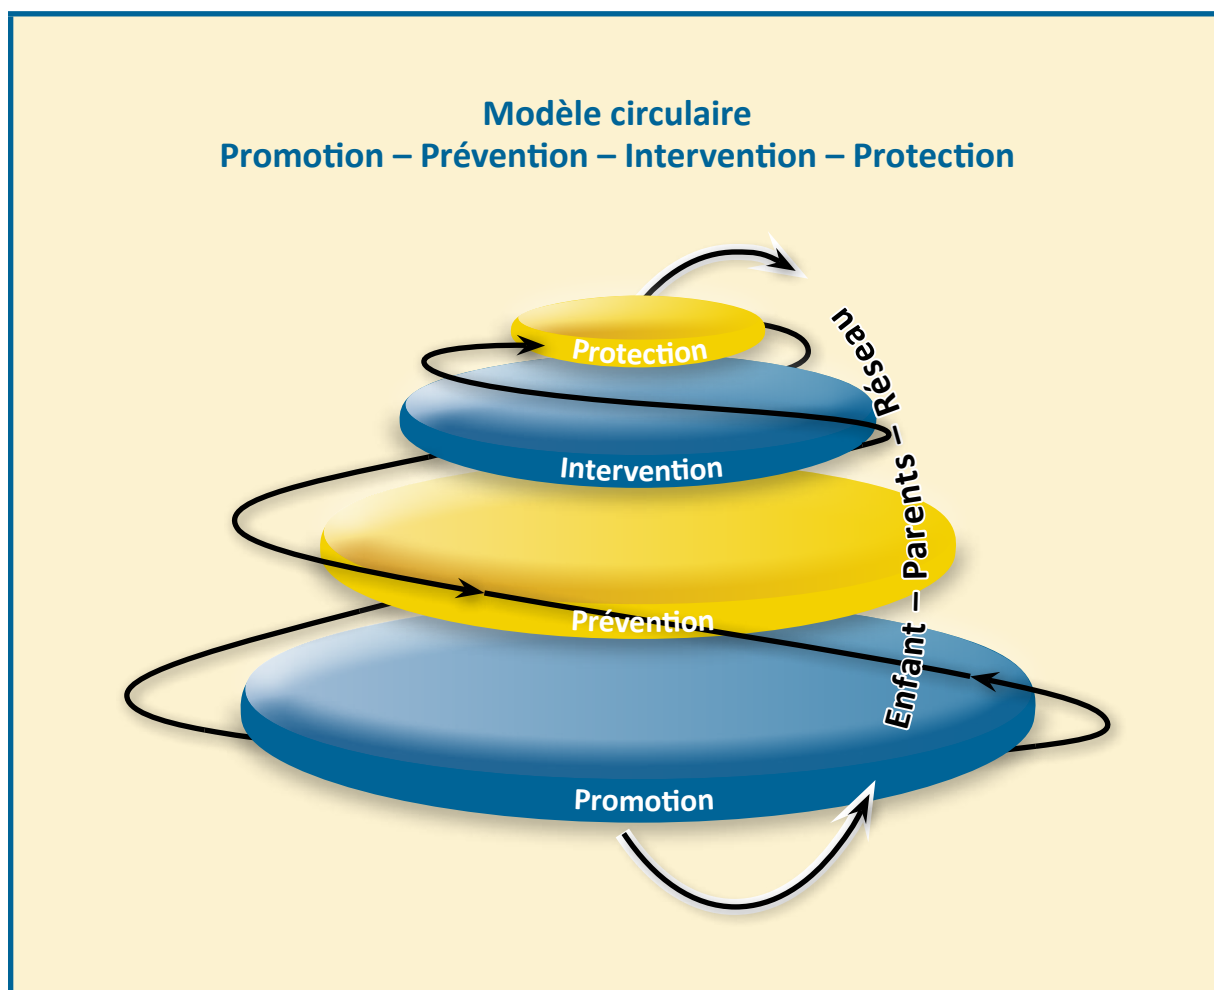 Modèle circulaire
Promotion – Prévention – Intervention – Protection
Protection
Intervention
Prévention
Promotion
Enfant – Parents – Réseau